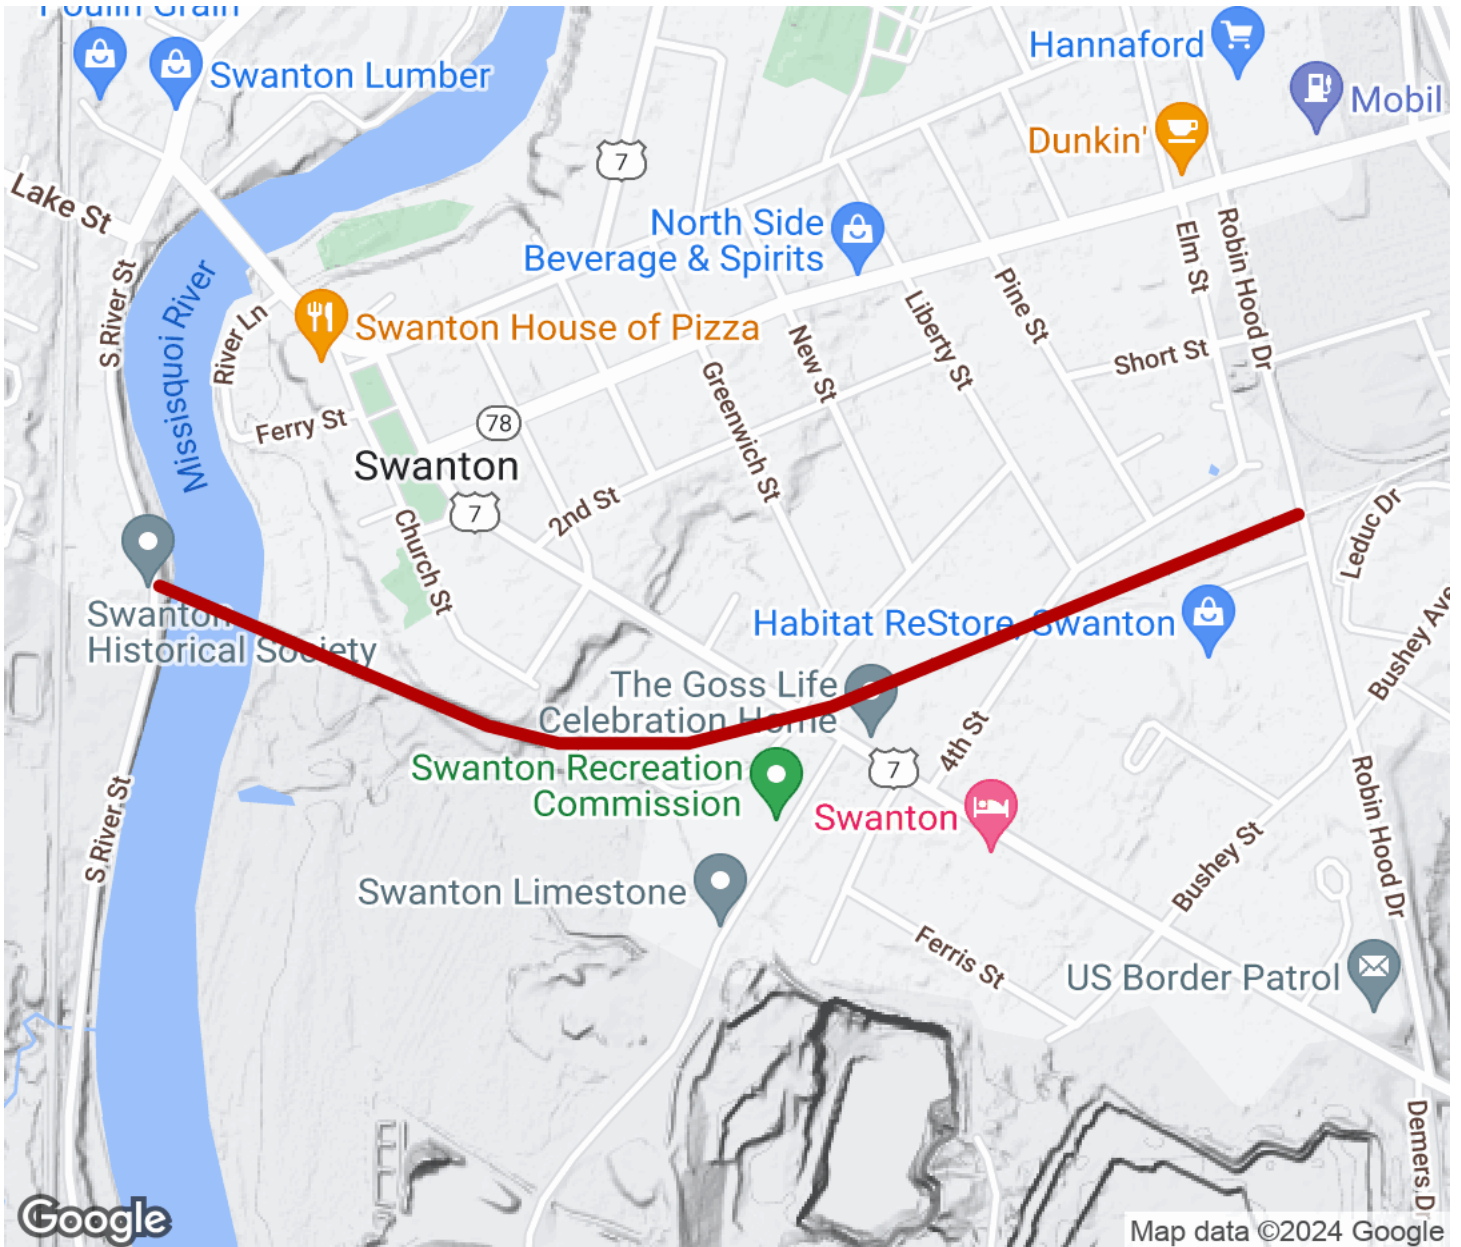 Poulin Grain
Swanton Lumber
Hannaford
Mobil
Dunkin'
7
Lake St
North Side
Beverage & Spirits
Elm St
Robin Hood Dr
S River St
Mississquoi River
River Ln
Swanton House of Pizza
Pine St
Liberty St
New St
Short St
Greenwich St
Ferry St
78
Swanton
7
2nd St
Church St
Leduc Dr
Swanton
Historical Society
Habitat ReStore, Swanton
Bushey Ave
The Goss Life
Celebration Home
4th St
Swanton Recreation
Commission
7
Swanton
S River St
Robin Hood Dr
Bushey St
Swanton Limestone
Ferris St
US Border Patrol
Demers Dr
Google
Map data ©2024 Google